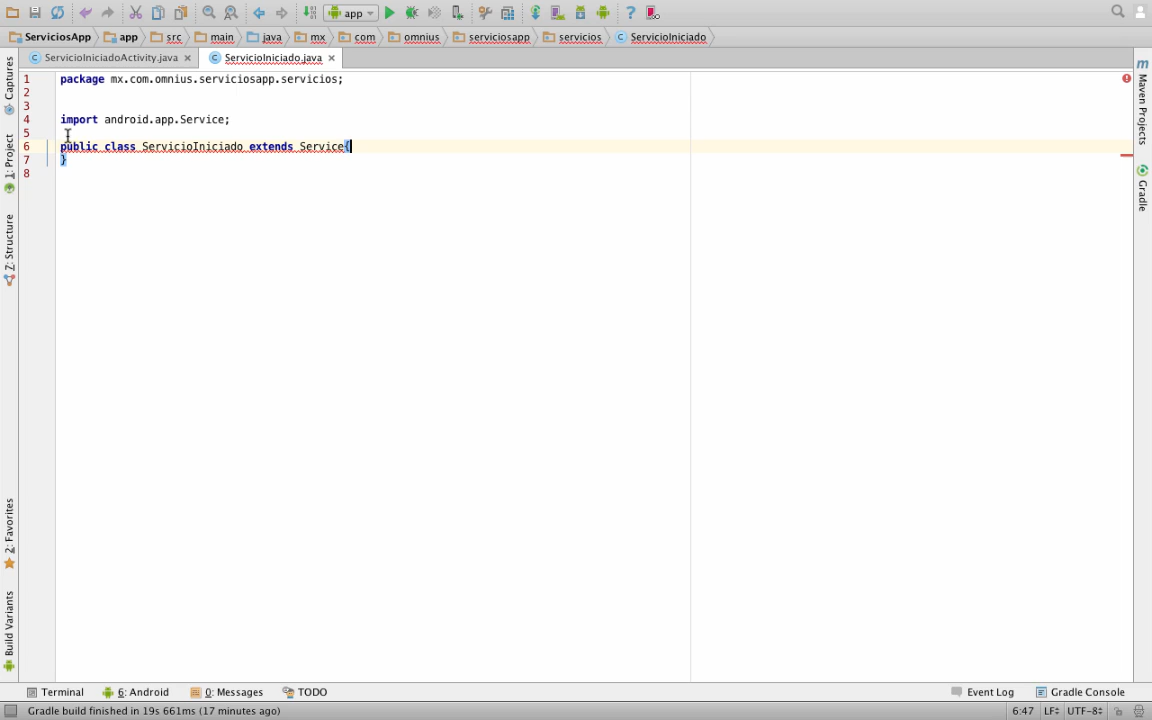 app
ServiciosApp app src main java mx com omnius serviciosapp servicios ServicioIniciado
ServicioIniciadoActivity.java ServicioIniciado.java
1 package mx.com.omnius.serviciosapp.servicios;
2
3
4 import android.app.Service;
5
6 public class ServicioIniciado extends Service{
7 }
8
Captures
1: Project
Z: Structure
2: Favorites
Build Variants
Maven Projects
Gradle
Terminal 6: Android 0: Messages TODO Event Log Gradle Console
Gradle build finished in 19s 661ms (17 minutes ago) 6:47 LF÷ UTF-8÷